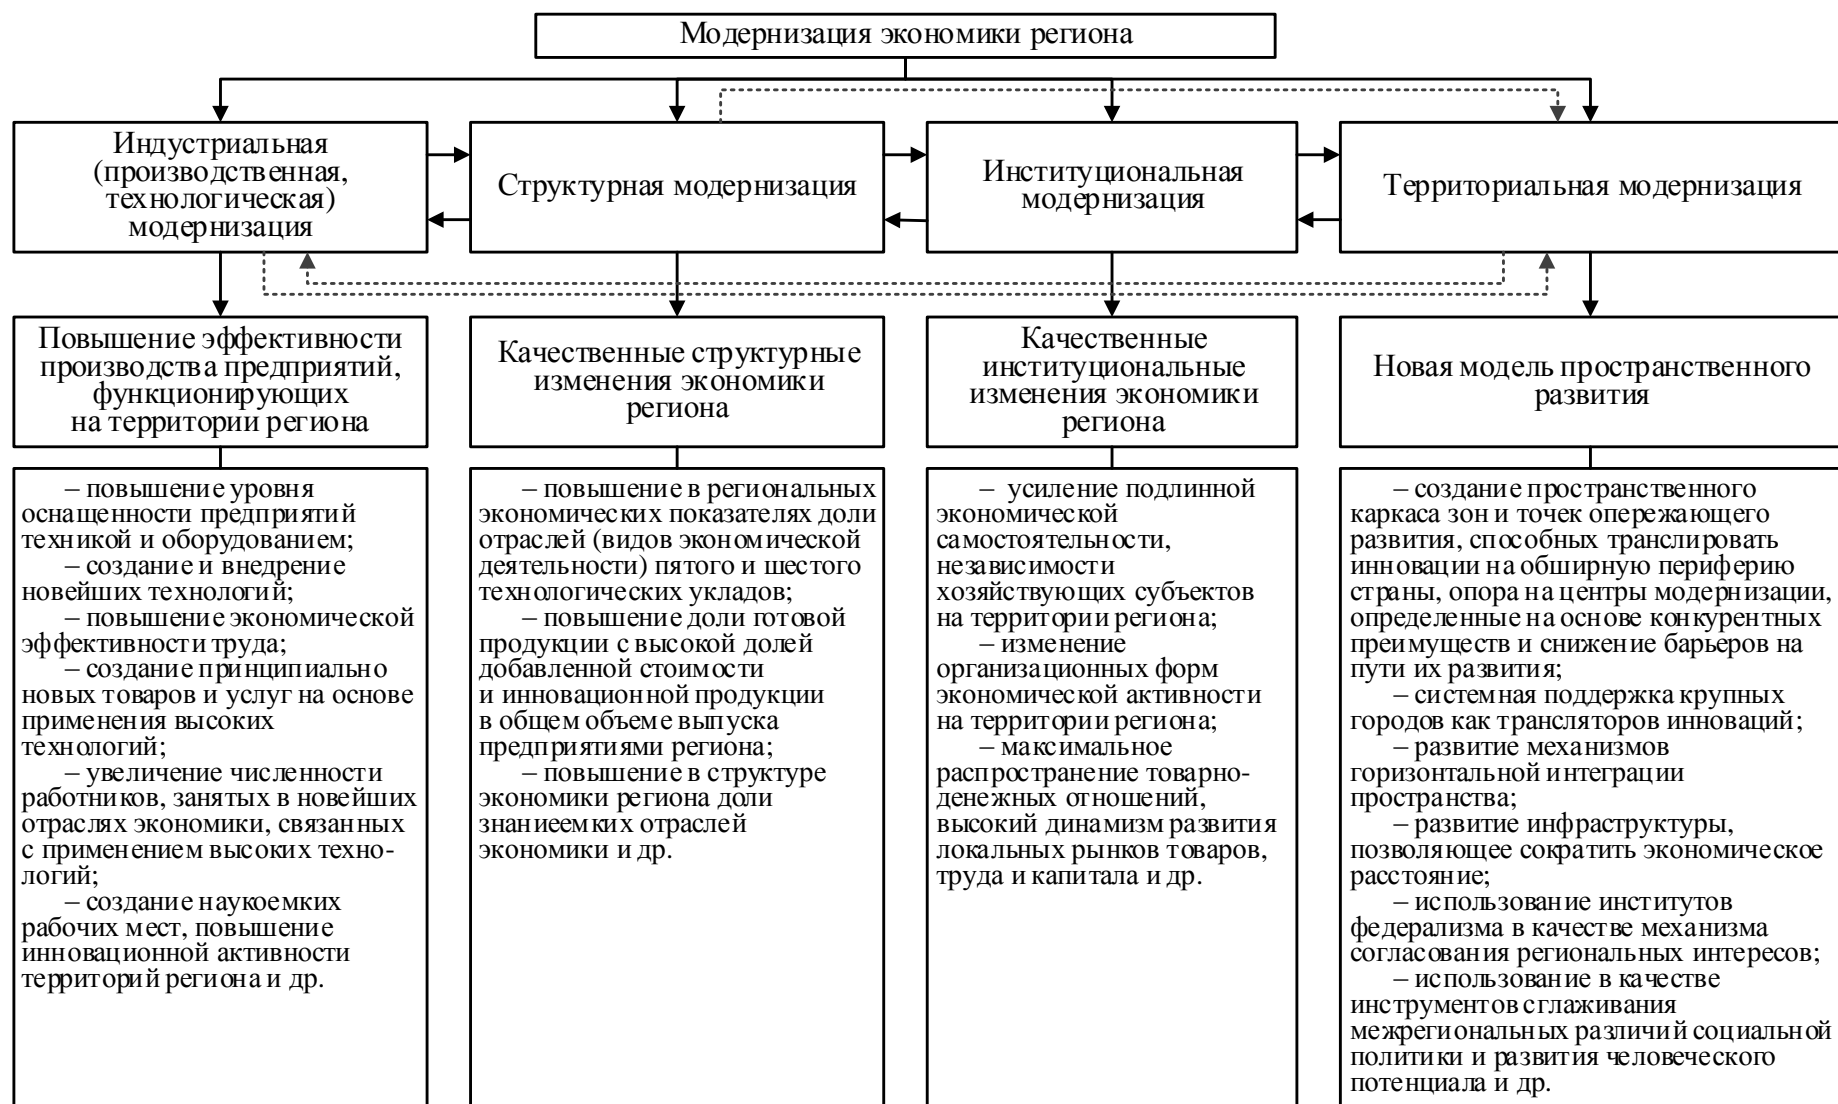 Модернизация экономики региона
Индустриальная
(производственная,
технологическая)
модернизация
Структурная модернизация
Институциональная
модернизация
Территориальная модернизация
Повышение эффективности
производства предприятий,
функционирующих
на территории региона
Качественные структурные
изменения экономики
региона
Качественные
институциональные
изменения экономики
региона
Новая модель пространственного
развития
– повышение уровня
оснащенности предприятий
техникой и оборудованием;
– создание и внедрение
новейших технологий;
– повышение экономической
эффективности труда;
– создание принципиально
новых товаров и услуг на основе
применения высоких
технологий;
– увеличение численности
работников, занятых в новейших
отраслях экономики, связанных
с применением высоких техно-
логий;
– создание наукоемких
рабочих мест, повышение
инновационной активности
территорий региона и др.
– повышение в региональных
экономических показателях доли
отраслей (видов экономической
деятельности) пятого и шестого
технологических укладов;
– повышение доли готовой
продукции с высокой долей
добавленной стоимости
и инновационной продукции
в общем объеме выпуска
предприятиями региона;
– повышение в структуре
экономики региона доли
знаниеемких отраслей
экономики и др.
– усиление подлинной
экономической
самостоятельности,
независимости
хозяйствующих субъектов
на территории региона;
– изменение
организационных форм
экономической активности
на территории региона;
– максимальное
распространение товарно-
денежных отношений,
высокий динамизм развития
локальных рынков товаров,
труда и капитала и др.
– создание пространственного
каркаса зон и точек опережающего
развития, способных транслировать
инновации на обширную периферию
страны, опора на центры модернизации,
определенные на основе конкурентных
преимуществ и снижение барьеров на
пути их развития;
– системная поддержка крупных
городов как трансляторов инноваций;
– развитие механизмов
горизонтальной интеграции
пространства;
– развитие инфраструктуры,
позволяющее сократить экономическое
расстояние;
– использование институтов
федерализма в качестве механизма
согласования региональных интересов;
– использование в качестве
инструментов сглаживания
межрегиональных различий социальной
политики и развития человеческого
потенциала и др.